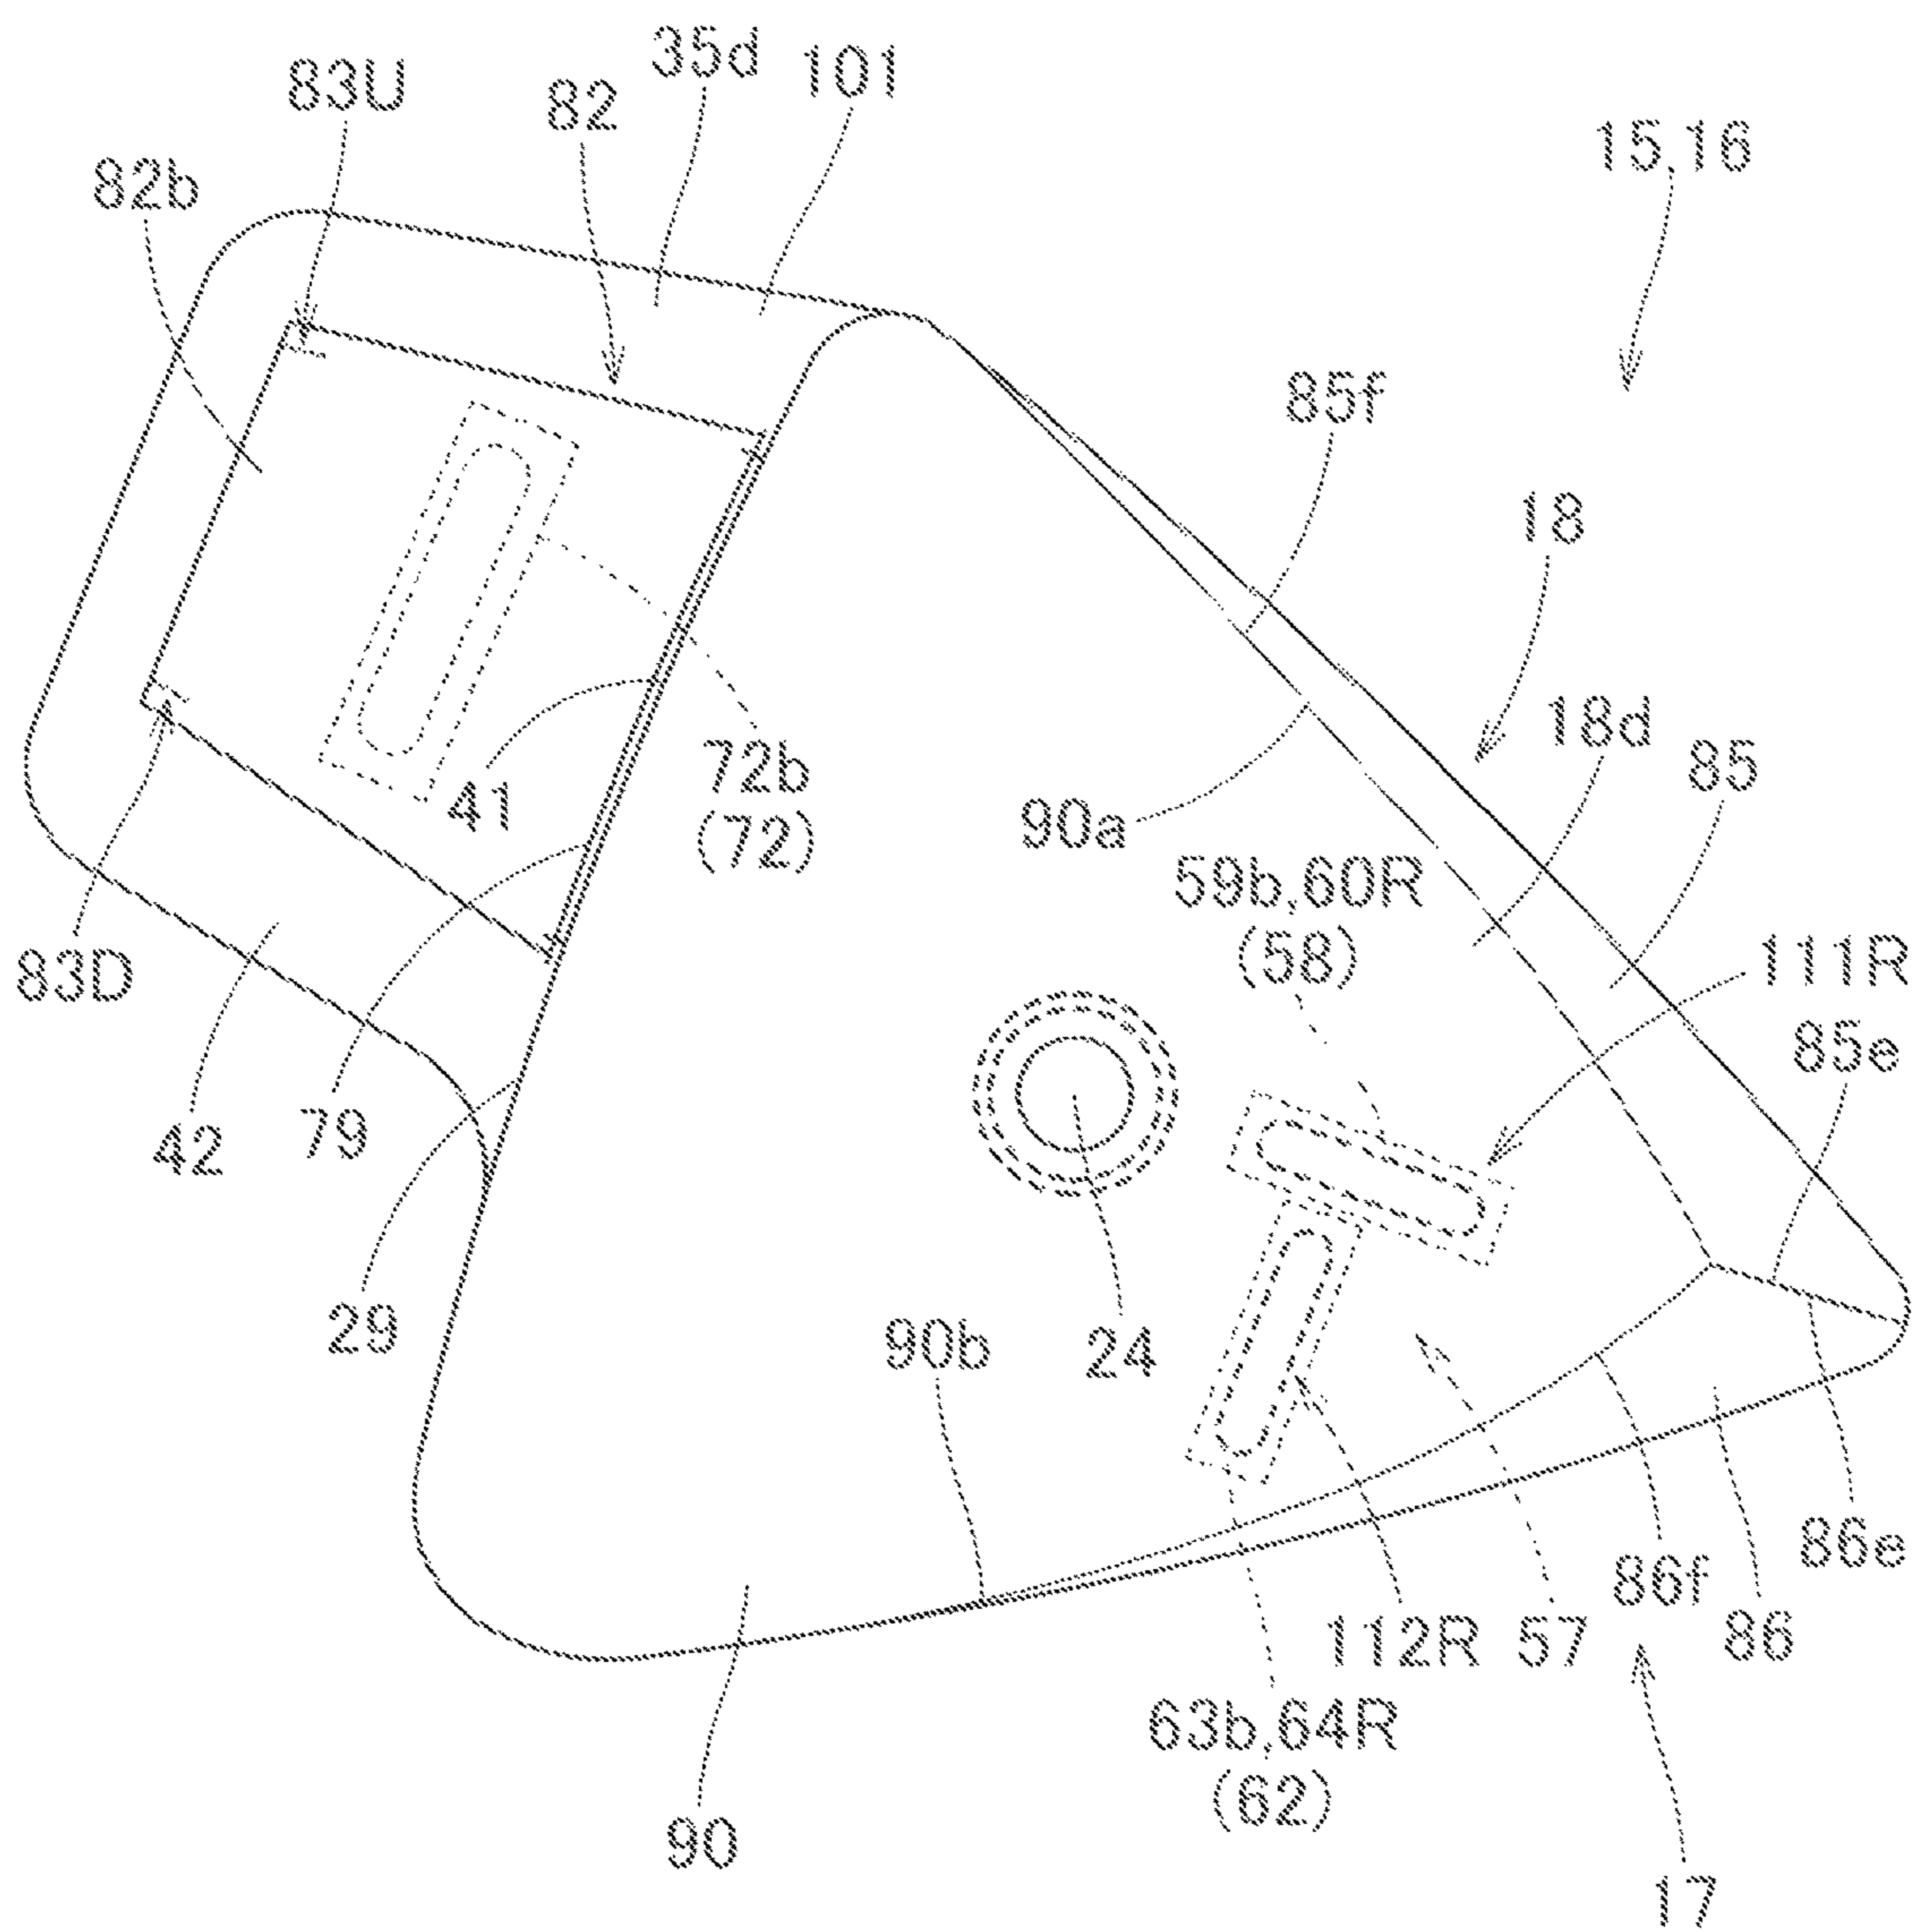 35d
101
83U
82
15,16
82b
85f
18
18d
85
72b
(72)
41
90a
59b,60R
(58)
111R
83D
85e
42
79
29
90b
24
86e
86f
86
112R
57
63b,64R
(62)
90
17